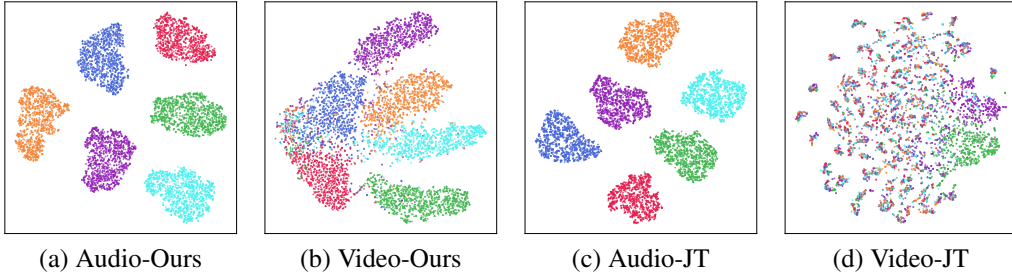 (a) Audio-Ours
(b) Video-Ours
(c) Audio-JT
(d) Video-JT